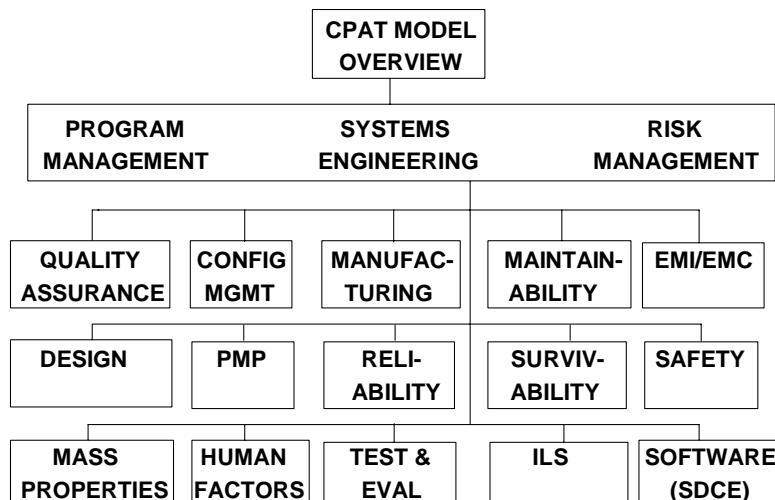 CPAT MODEL
OVERVIEW
PROGRAM MANAGEMENT
SYSTEMS ENGINEERING
RISK MANAGEMENT
QUALITY ASSURANCE
CONFIG MGMT
MANUFAC-
TURING
MAINTAIN-
ABILITY
EMI/EMC
DESIGN
PMP
RELI-
ABILITY
SURVIV-
ABILITY
SAFETY
MASS PROPERTIES
HUMAN FACTORS
TEST & EVAL
ILS
SOFTWARE (SDCE)